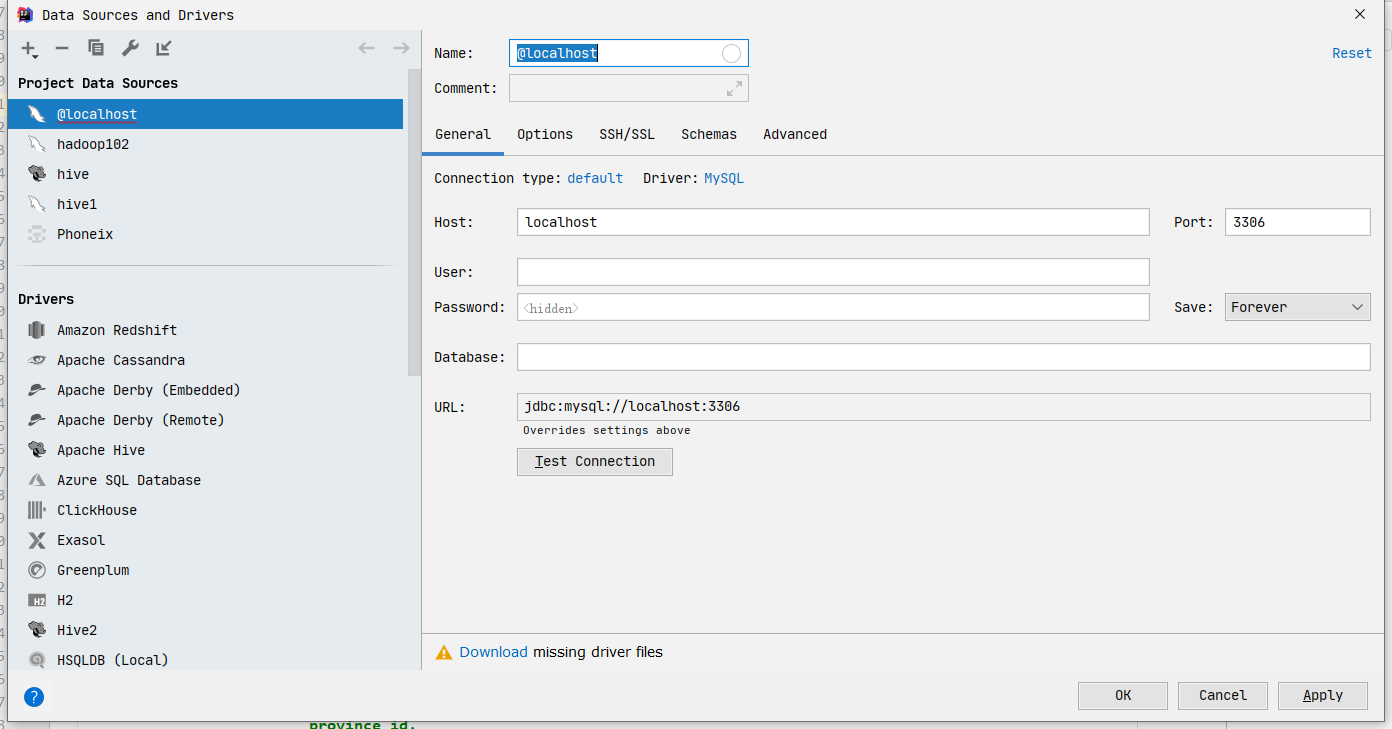 Data Sources and Drivers
Name: @localhost
Reset
Comment:
Project Data Sources
@localhost
hadoop102
hive
hive1
Phoneix
Drivers
Amazon Redshift
Apache Cassandra
Apache Derby (Embedded)
Apache Derby (Remote)
Apache Hive
Azure SQL Database
ClickHouse
Exasol
Greenplum
H2
Hive2
HSQLDB (Local)
General Options SSH/SSL Schemas Advanced
Connection type: default Driver: MySQL
Host: localhost Port: 3306
User:
Password: <hidden> Save: Forever
Database:
URL: jdbc:mysql://localhost:3306
Overrides settings above
Test Connection
Download missing driver files
? OK Cancel Apply
province_id,